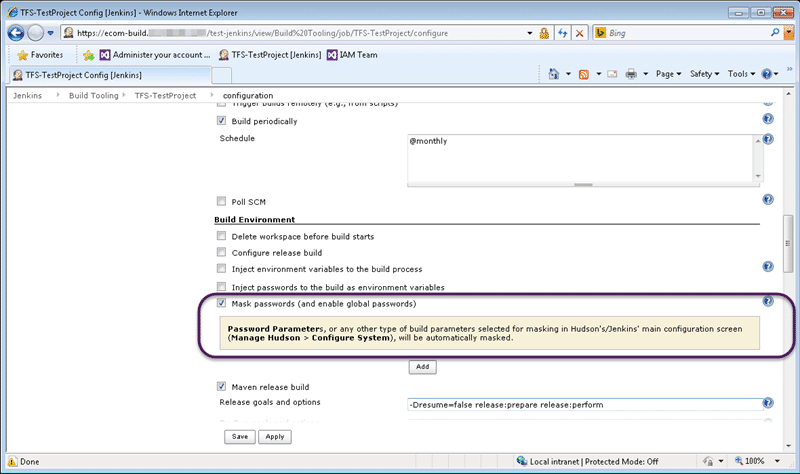 TFS-TestProject Config [Jenkins] - Windows Internet Explorer
https://ecom-build. /test-jenkins/view/Build%20Tooling/job/TFS-TestProject/configure
Bing
Favorites Administer your account ... TFS-TestProject [Jenkins] IAM Team
TFS-TestProject Config [Jenkins]
Page Safety Tools
Jenkins Build Tooling TFS-TestProject configuration
Trigger builds remotely (e.g., from scripts)
Build periodically
Schedule
@monthly
Poll SCM
Build Environment
Delete workspace before build starts
Configure release build
Inject environment variables to the build process
Inject passwords to the build as environment variables
Mask passwords (and enable global passwords)
Password Parameters, or any other type of build parameters selected for masking in Hudson's/Jenkins' main configuration screen
(Manage Hudson > Configure System), will be automatically masked.
Add
Maven release build
Release goals and options
-Dresume=false release:prepare release:perform
Save Apply
Done
Local intranet | Protected Mode: Off
100%